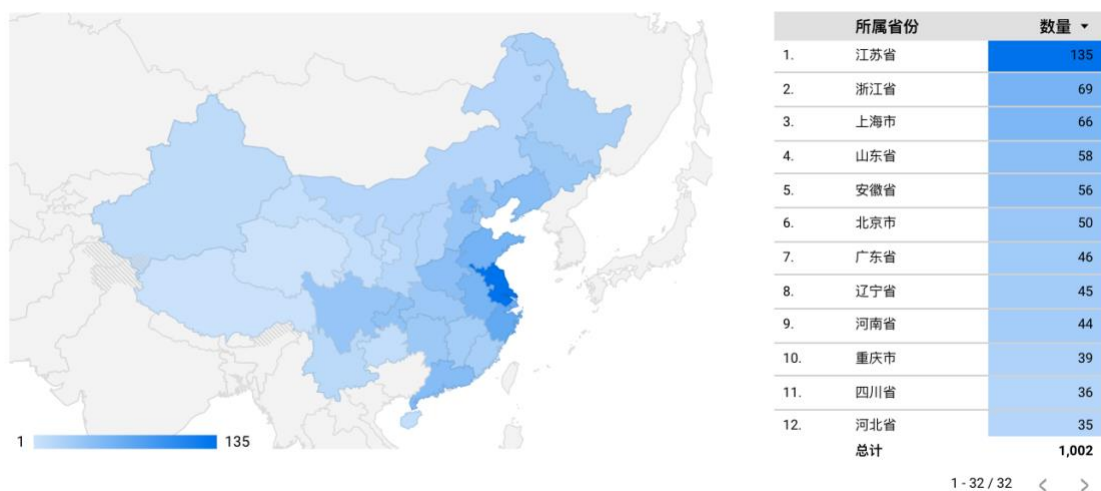 所属省份 数量
1. 江苏省 135
2. 浙江省 69
3. 上海市 66
4. 山东省 58
5. 安徽省 56
6. 北京市 50
7. 广东省 46
8. 辽宁省 45
9. 河南省 44
10. 重庆市 39
11. 四川省 36
12. 河北省 35
总计 1,002
1 - 32 / 32
1 135